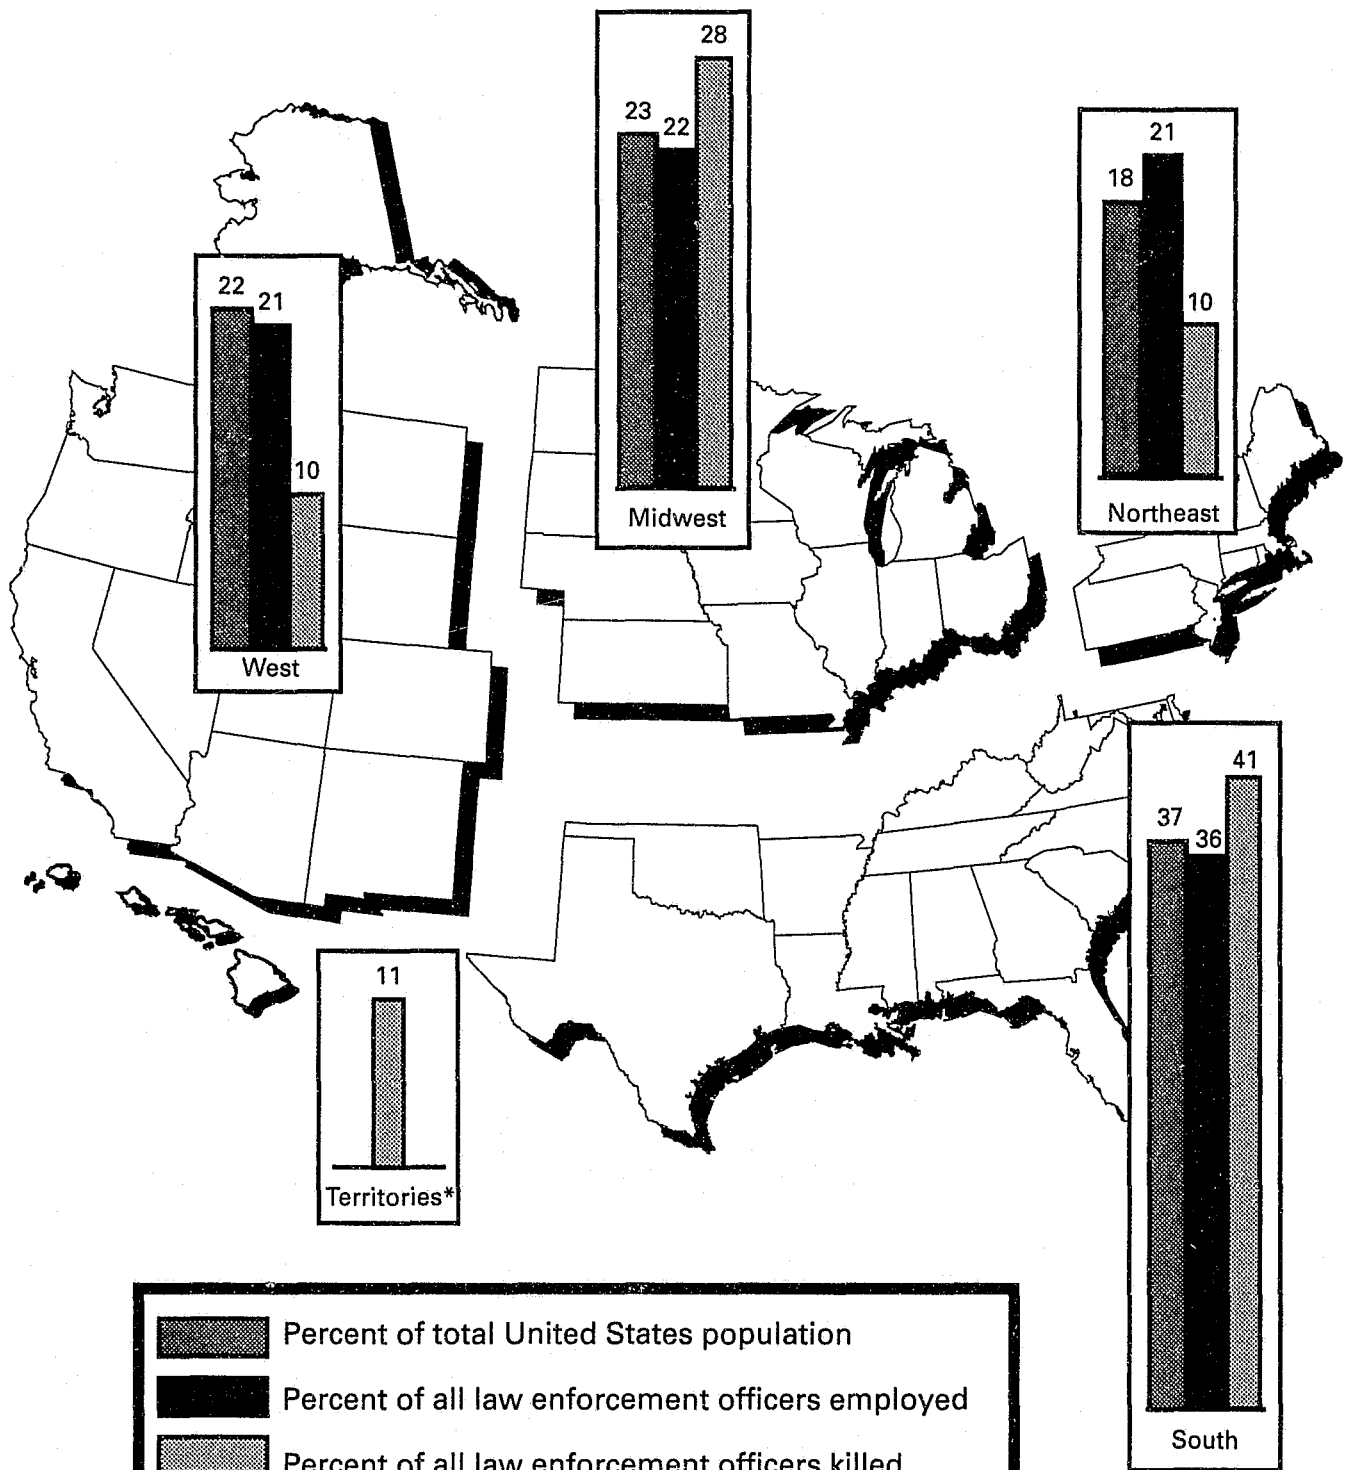 28
23
22
Midwest
18
21
10
Northeast
22
21
10
West
11
Territories*
37
36
41
South
Percent of total United States population
Percent of all law enforcement officers employed
Percent of all law enforcement officers killed